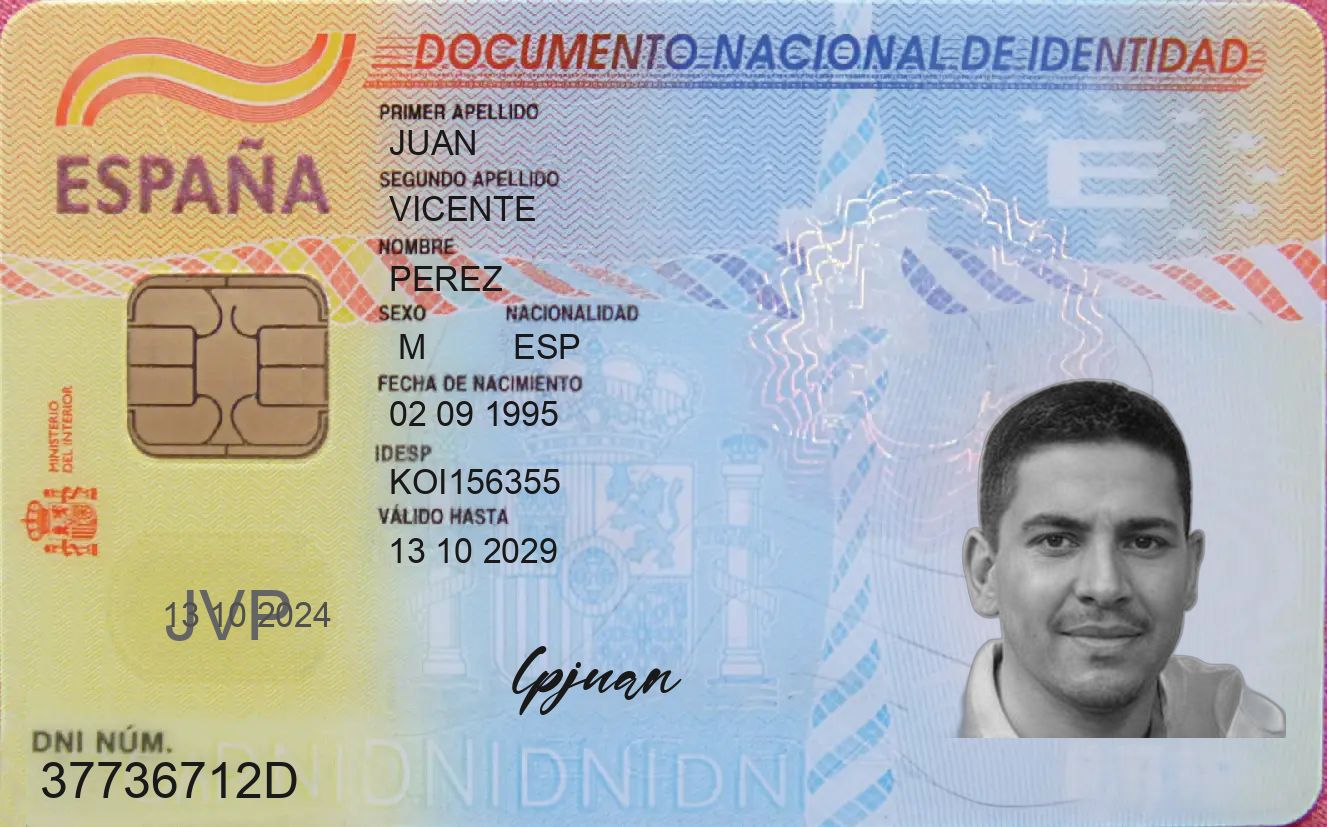 DOCUMENTO NACIONAL DE IDENTIDAD
ESPAÑA
PRIMER APELLIDO
JUAN
SEGUNDO APELLIDO
VICENTE
NOMBRE
PEREZ
SEXO NACIONALIDAD
M ESP
FECHA DE NACIMIENTO
02 09 1995
IDESP
KOI156355
VÁLIDO HASTA
13 10 2029
MINISTERIO
DEL INTERIOR
E
JVP
13 10 2024
Cpjuan
DNI NÚM.
37736712D
DNIDNIDNIDNI